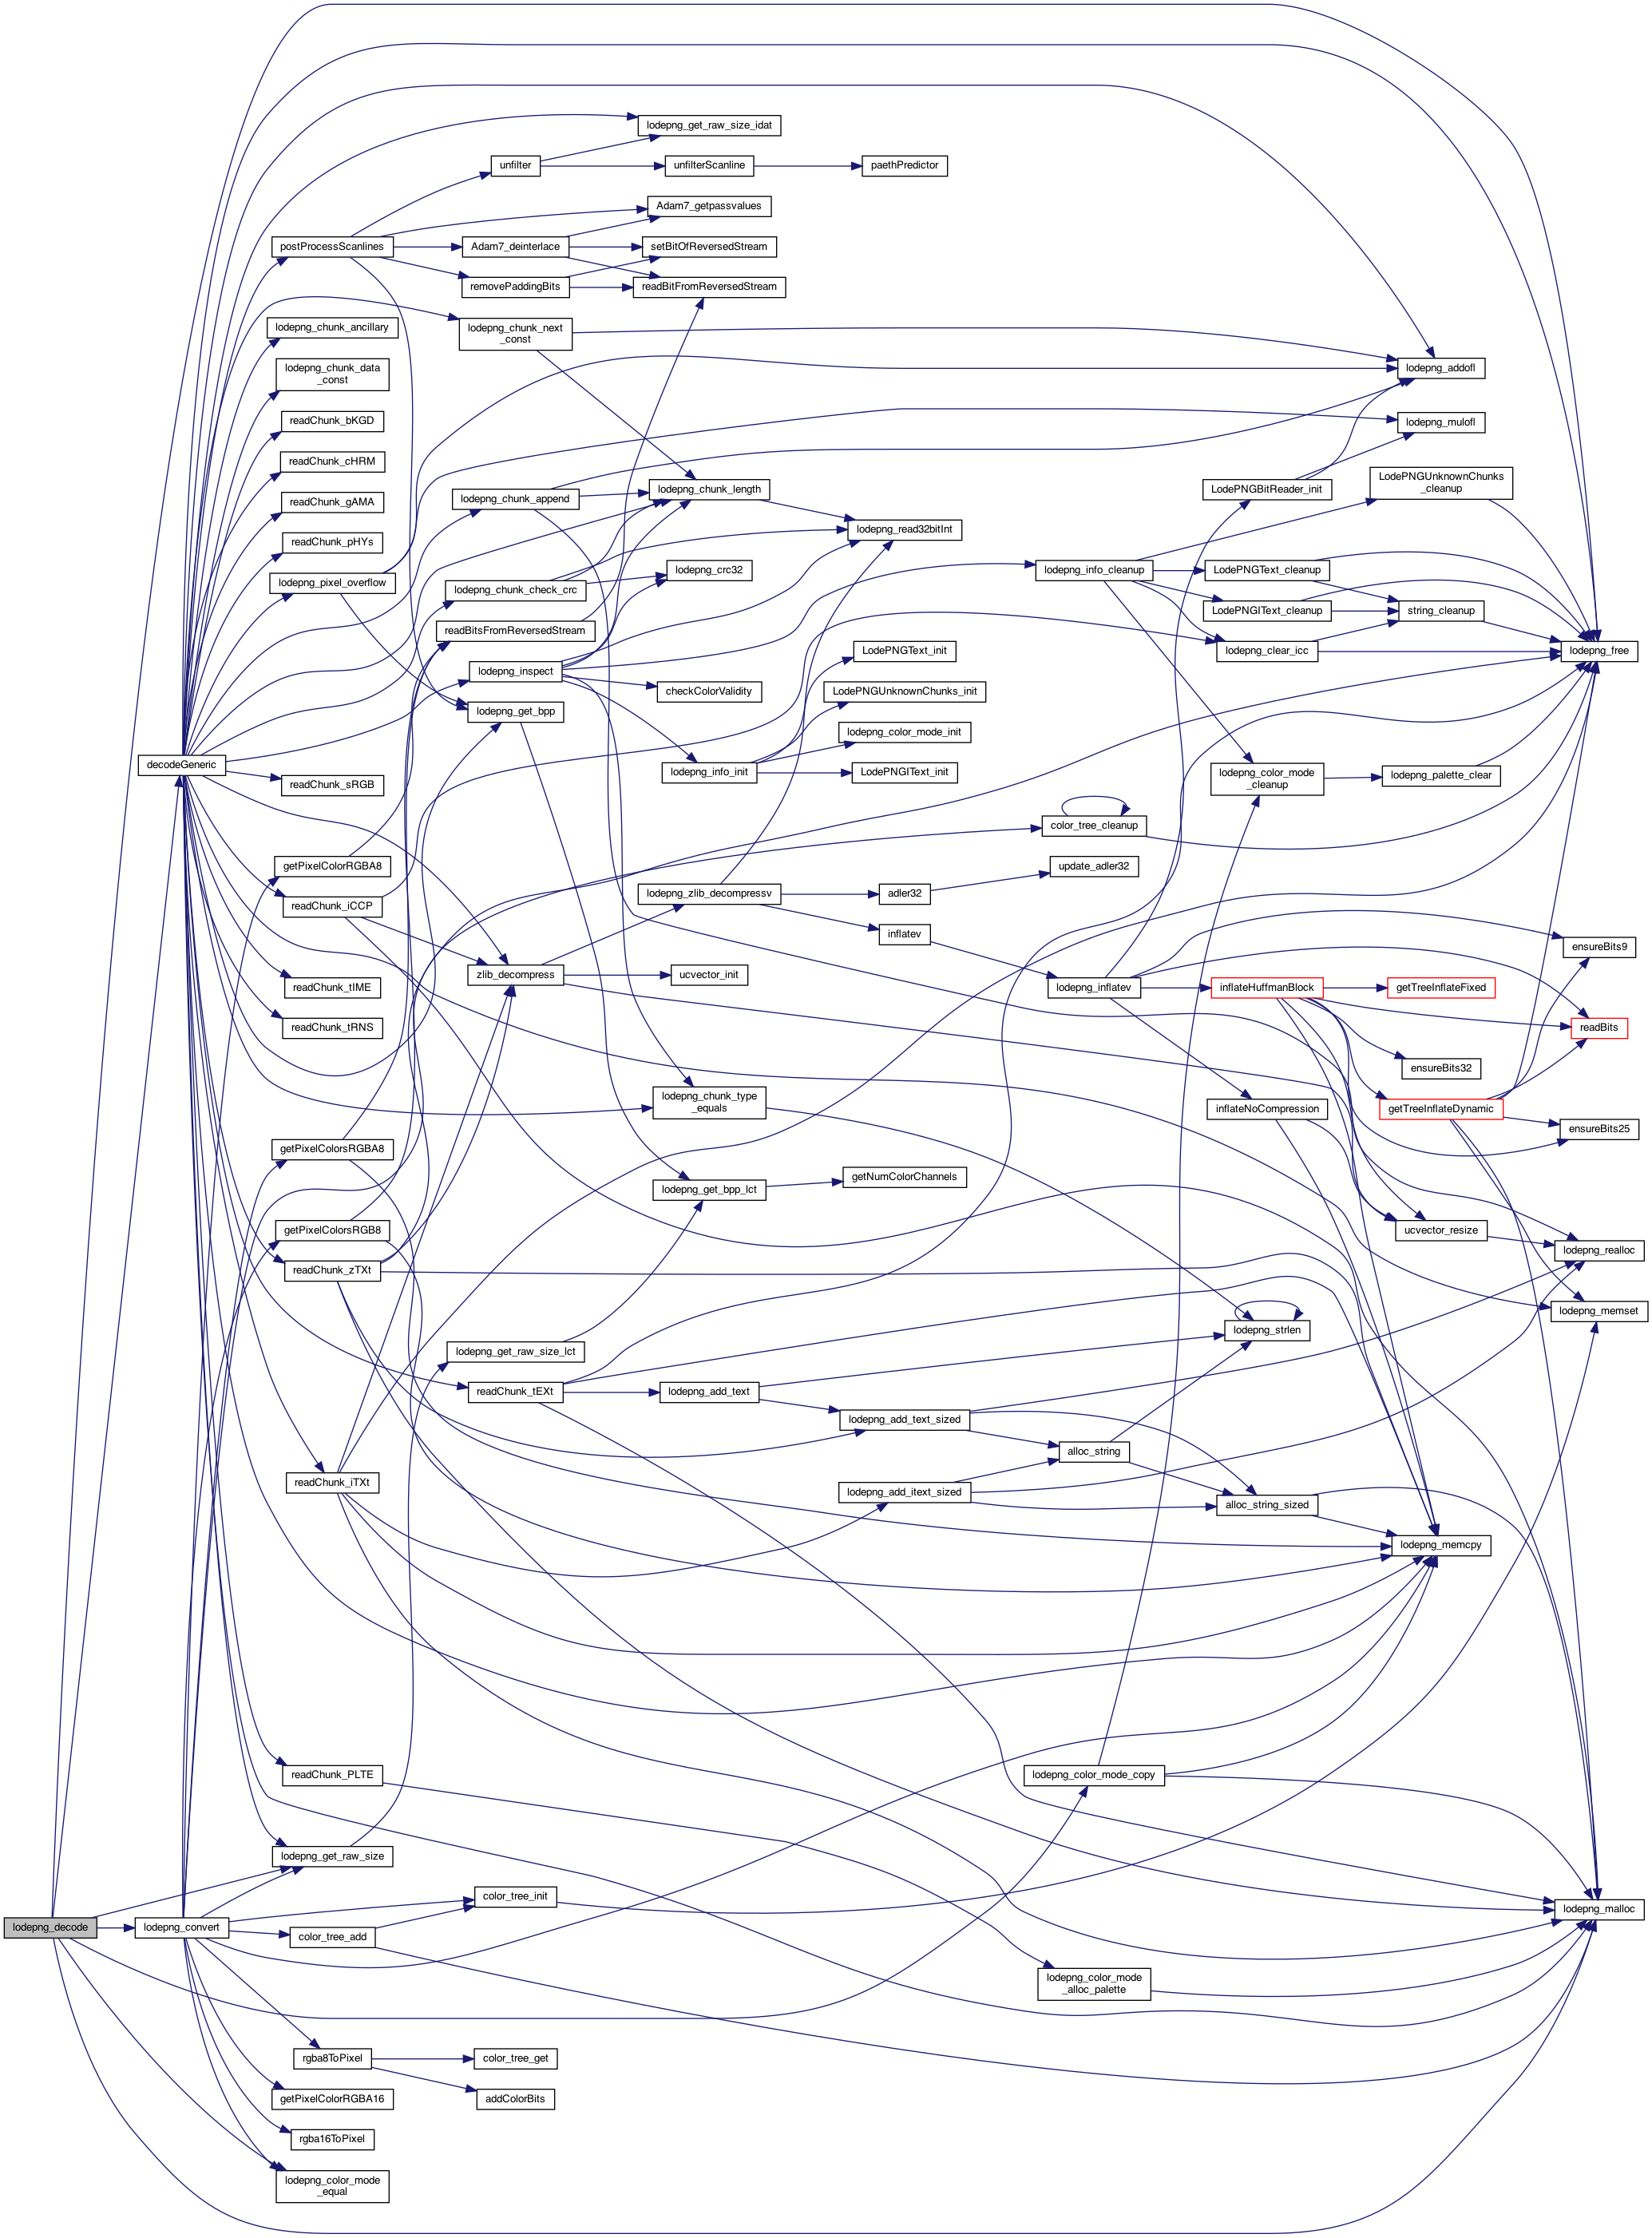 lodepng_get_raw_size_idat
unfilter
unfilterScanline
paethPredictor
Adam7_getpassvalues
postProcessScanlines
Adam7_deinterlace
setBitOfReversedStream
removePaddingBits
readBitFromReversedStream
lodepng_chunk_ancillary
lodepng_chunk_next
_const
lodepng_chunk_data
_const
lodepng_addofl
readChunk_bKGD
lodepng_mulofl
readChunk_cHRM
readChunk_gAMA
lodepng_chunk_append
lodepng_chunk_length
LodePNGBitReader_init
LodePNGUnknownChunks
_cleanup
readChunk_pHYs
lodepng_read32bitInt
lodepng_pixel_overflow
lodepng_chunk_check_crc
lodepng_crc32
lodepng_info_cleanup
LodePNGText_cleanup
readBitsFromReversedStream
LodePNGIText_cleanup
string_cleanup
lodepng_inspect
LodePNGText_init
lodepng_clear_icc
lodepng_free
checkColorValidity
LodePNGUnknownChunks_init
lodepng_get_bpp
lodepng_color_mode_init
decodeGeneric
lodepng_info_init
LodePNGIText_init
lodepng_color_mode
_cleanup
lodepng_palette_clear
readChunk_sRGB
color_tree_cleanup
getPixelColorRGBA8
update_adler32
readChunk_iCCP
lodepng_zlib_decompressv
adler32
inflatev
ensureBits9
zlib_decompress
ucvector_init
readChunk_tIME
lodepng_inflatev
inflateHuffmanBlock
getTreeInflateFixed
readChunk_tRNS
readBits
ensureBits32
lodepng_chunk_type
_equals
inflateNoCompression
getTreeInflateDynamic
ensureBits25
getPixelColorsRGBA8
lodepng_get_bpp_lct
getNumColorChannels
getPixelColorsRGB8
ucvector_resize
lodepng_realloc
readChunk_zTXt
lodepng_memset
lodepng_strlen
lodepng_get_raw_size_lct
readChunk_tEXt
lodepng_add_text
lodepng_add_text_sized
alloc_string
readChunk_iTXt
lodepng_add_itext_sized
alloc_string_sized
lodepng_memcpy
readChunk_PLTE
lodepng_color_mode_copy
lodepng_get_raw_size
color_tree_init
lodepng_malloc
lodepng_decode
lodepng_convert
color_tree_add
lodepng_color_mode
_alloc_palette
rgba8ToPixel
color_tree_get
getPixelColorRGBA16
addColorBits
rgba16ToPixel
lodepng_color_mode
_equal